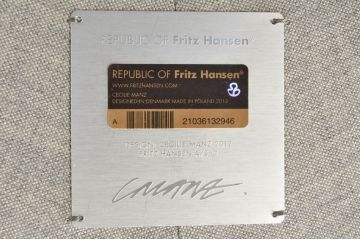 REPUBLIC OF Fritz Hansen®
REPUBLIC OF Fritz Hansen®
WWW.FRITZHANSEN.COM
CECILIE MANZ
DESIGNED IN DENMARK MADE IN POLAND 2013
A 21036132946
DESIGN: CECILIE MANZ 2012
FRITZ HANSEN A/S
CMANZ.